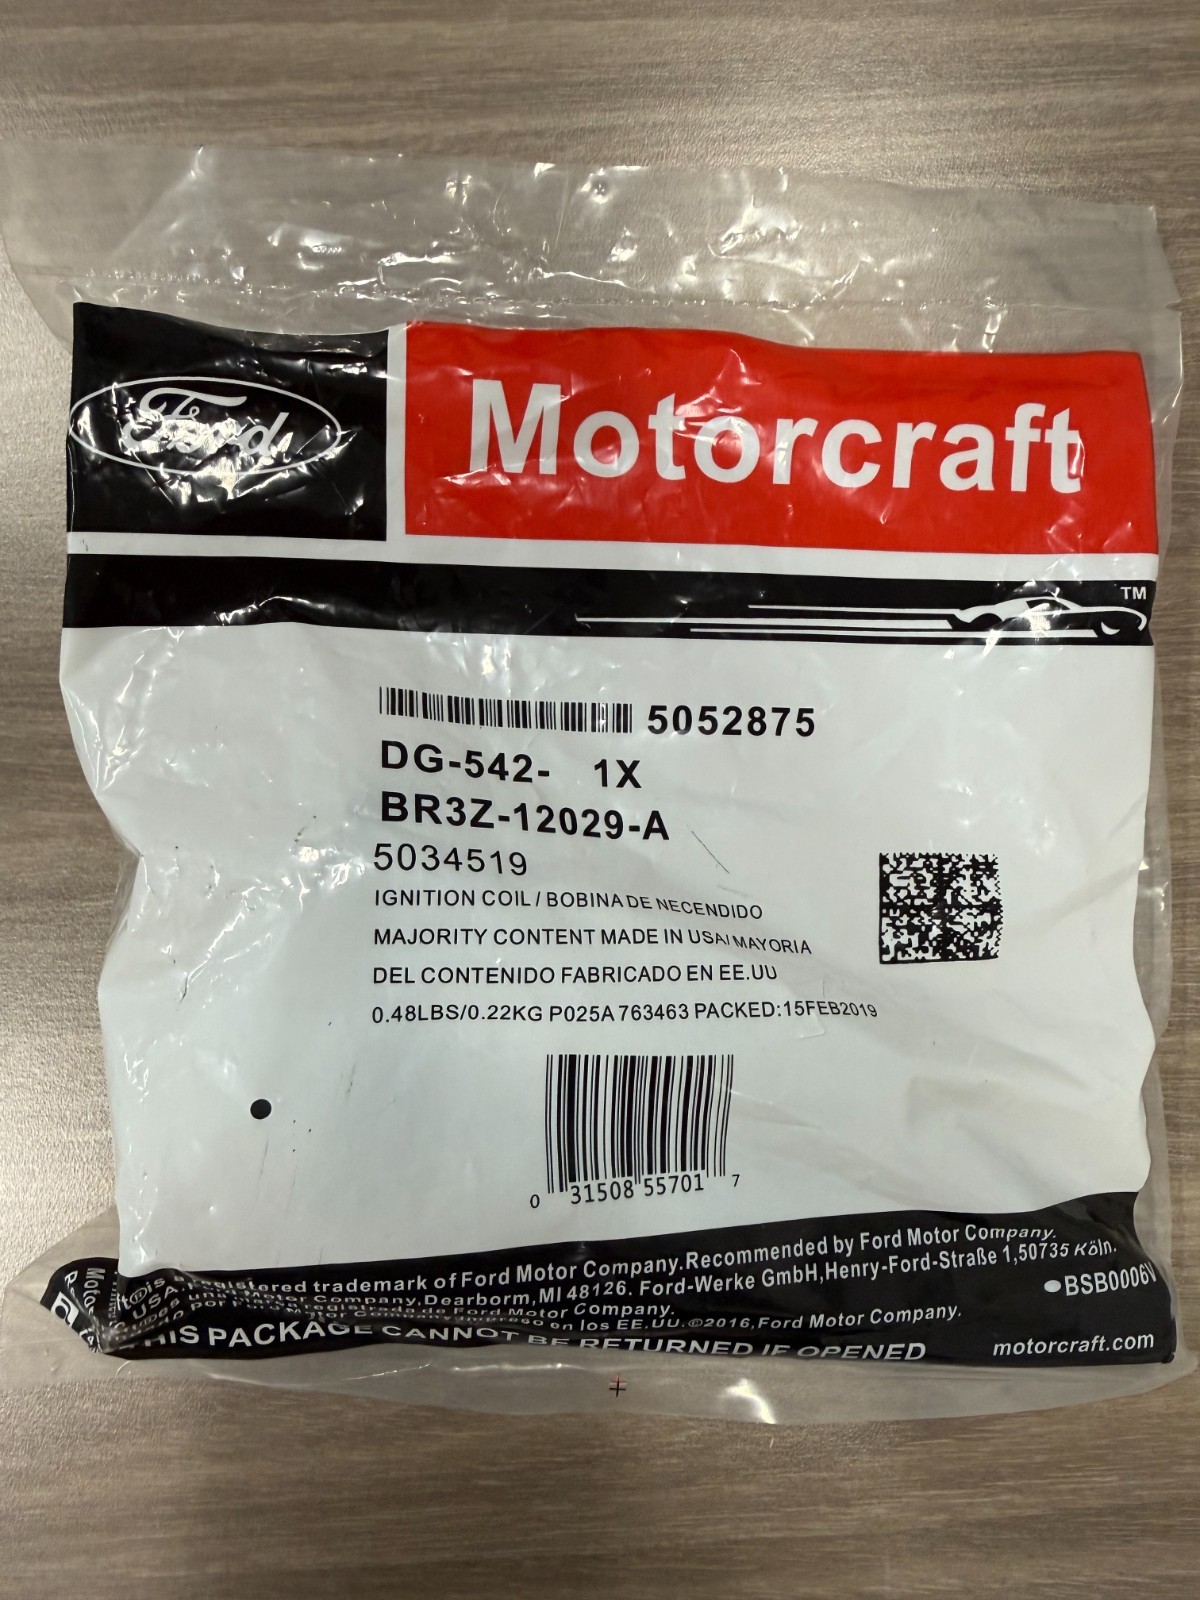 Ford
Motorcraft
TM
5052875
DG-542- 1X
BR3Z-12029-A
5034519
IGNITION COIL / BOBINA DE NECENDIDO
MAJORITY CONTENT MADE IN USA/ MAYORIA
DEL CONTENIDO FABRICADO EN EE.UU
0.48LBS/0.22KG P025A 763463 PACKED:15FEB2019
0 31508 55701 7
registered trademark of Ford Motor Company. Recommended by Ford Motor Company.
Motor Company, Dearborn, MI 48126. Ford-Werke GmbH, Henry-Ford-Straße 1, 50735 Köln.
registrada de Ford Motor Company.
en los EE.UU. ©2016, Ford Motor Company.
BSB0006V
THIS PACKAGE CANNOT BE RETURNED IF OPENED
motorcraft.com